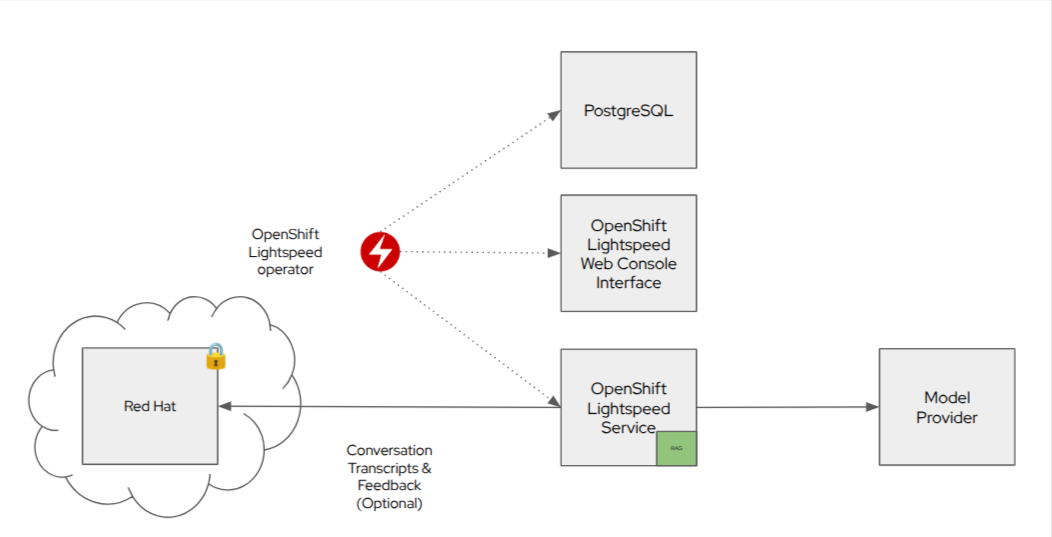 PostgreSQL
OpenShift
Lightspeed
Web Console
Interface
OpenShift
Lightspeed
operator
Red Hat
OpenShift
Lightspeed
Service
RAG
Model
Provider
Conversation
Transcripts &
Feedback
(Optional)